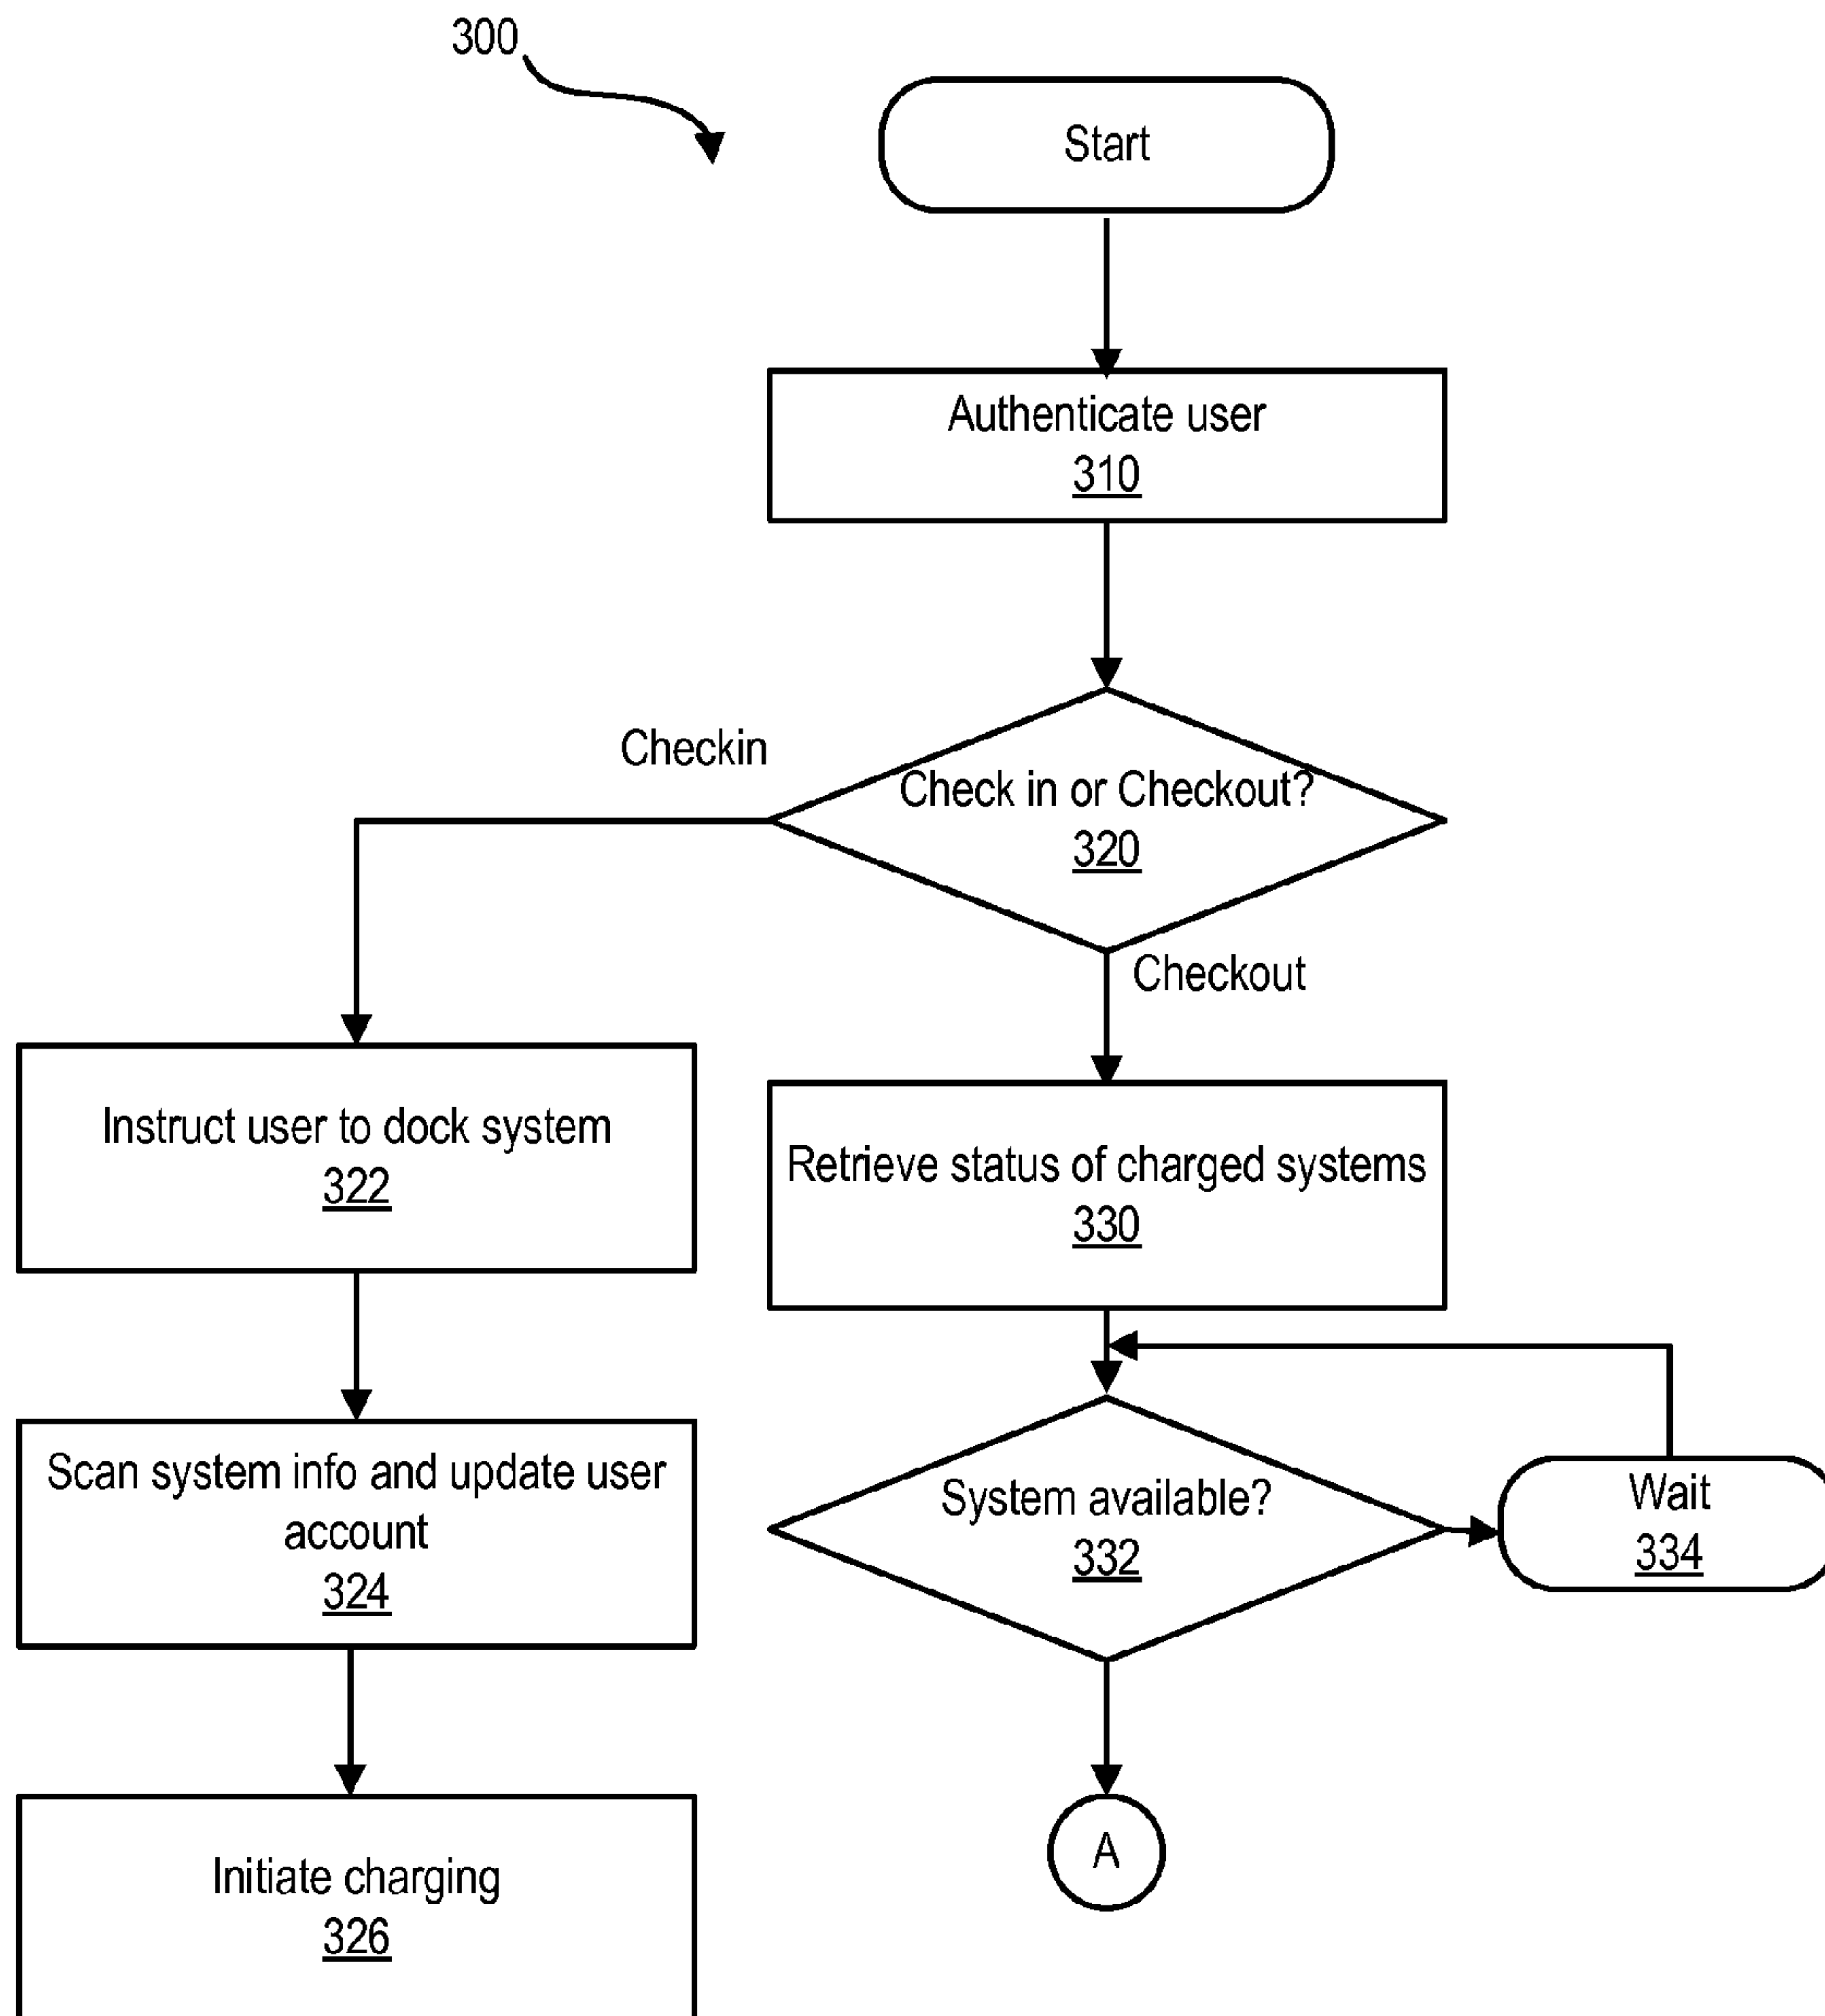 300
Start
Authenticate user
310
Checkin
Check in or Checkout?
320
Checkout
Instruct user to dock system
322
Retrieve status of charged systems
330
Scan system info and update user
account
324
System available?
332
Wait
334
Initiate charging
326
A